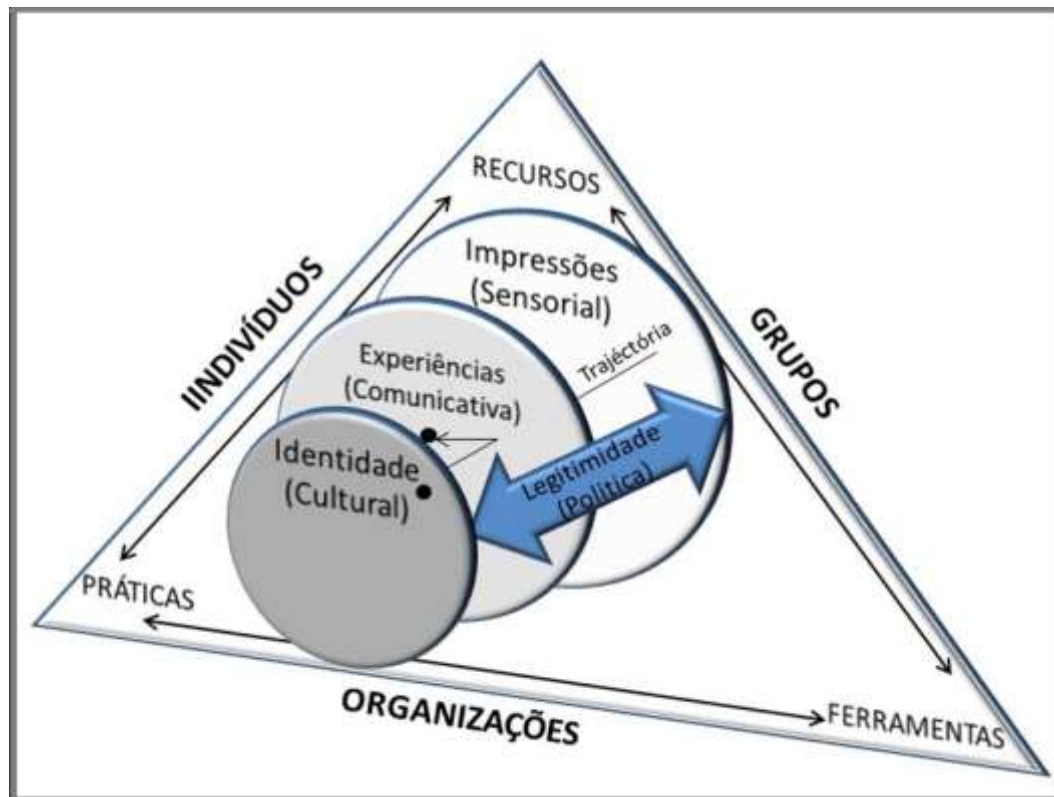 RECURSOS
Impressões
(Sensorial)
IINDIVÍDUOS
GRUPOS
Trajéctória
Experiências
(Comunicativa)
Legitimidade
(Política)
Identidade
(Cultural)
PRÁTICAS
ORGANIZAÇÕES
FERRAMENTAS